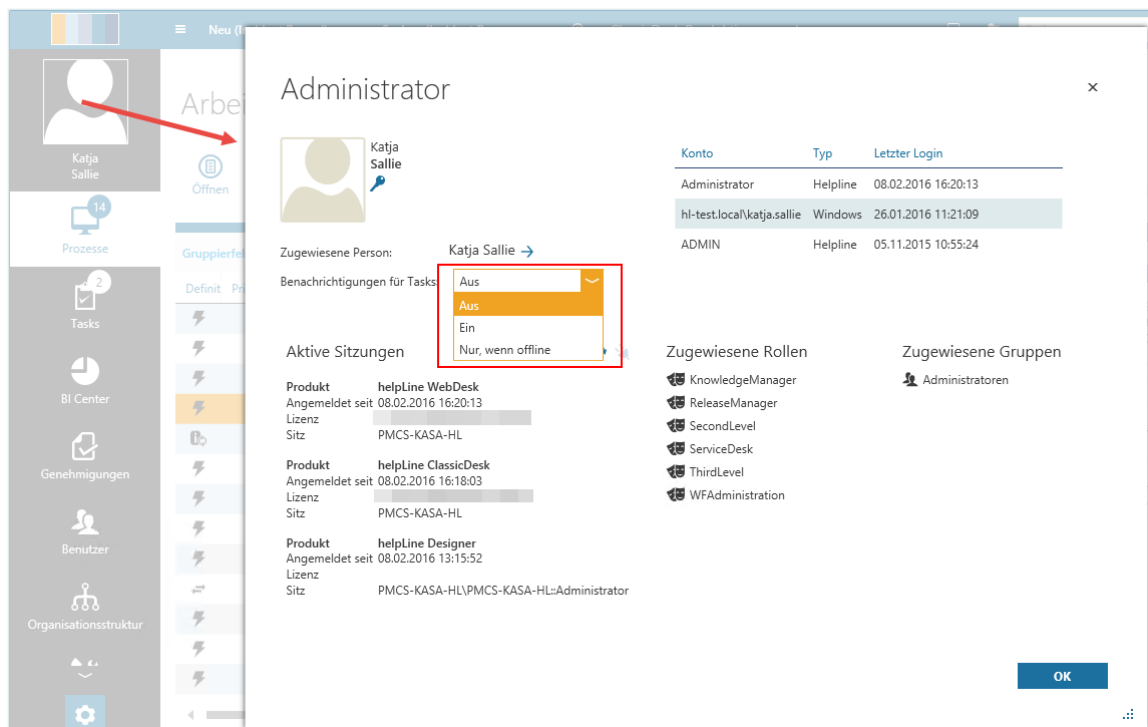 Neu (I
Katja
Sallie
14
Prozesse
2
Tasks
BI Center
Genehmigungen
Benutzer
Organisationsstruktur
Arbei
Öffnen
Gruppierfel
Definit Pri
Administrator
×
Katja
Sallie
Zugewiesene Person: Katja Sallie
Benachrichtigungen für Tasks: Aus
Aus
Ein
Nur, wenn offline
Konto Typ Letzter Login
Administrator Helpline 08.02.2016 16:20:13
hl-test.local\katja.sallie Windows 26.01.2016 11:21:09
ADMIN Helpline 05.11.2015 10:55:24
Aktive Sitzungen
Produkt helpLine WebDesk
Angemeldet seit 08.02.2016 16:20:13
Lizenz
Sitz PMCS-KASA-HL
Produkt helpLine ClassicDesk
Angemeldet seit 08.02.2016 16:18:03
Lizenz
Sitz PMCS-KASA-HL
Produkt helpLine Designer
Angemeldet seit 08.02.2016 13:15:52
Lizenz
Sitz PMCS-KASA-HL\PMCS-KASA-HL::Administrator
Zugewiesene Rollen
KnowledgeManager
ReleaseManager
SecondLevel
ServiceDesk
ThirdLevel
WFAdministration
Zugewiesene Gruppen
Administratoren
OK